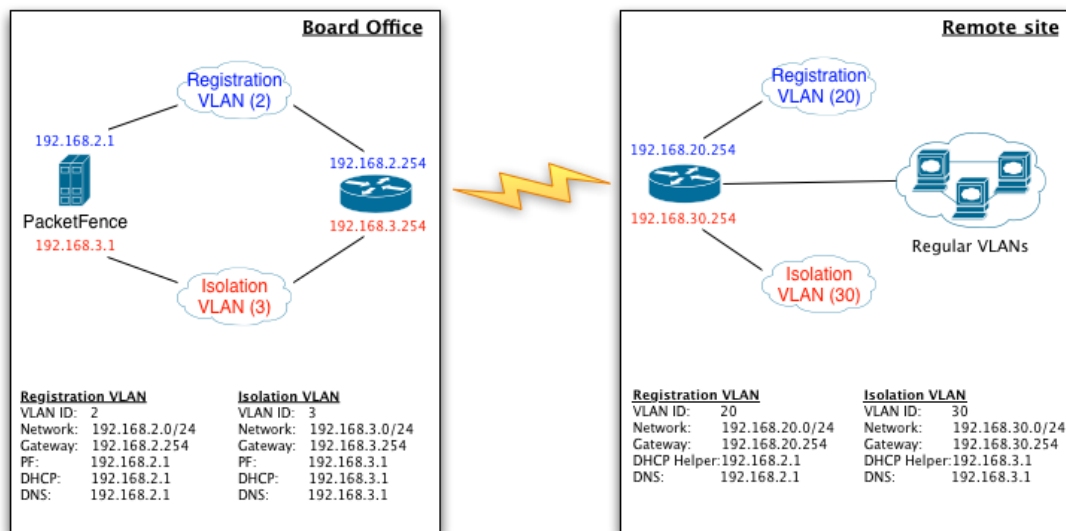 Board Office
Registration
VLAN (2)
192.168.2.1
192.168.2.254
PacketFence
192.168.3.1
192.168.3.254
Isolation
VLAN (3)
Registration VLAN
VLAN ID: 2
Network: 192.168.2.0/24
Gateway: 192.168.2.254
PF: 192.168.2.1
DHCP: 192.168.2.1
DNS: 192.168.2.1
Isolation VLAN
VLAN ID: 3
Network: 192.168.3.0/24
Gateway: 192.168.3.254
PF: 192.168.3.1
DHCP: 192.168.3.1
DNS: 192.168.3.1
Remote site
Registration
VLAN (20)
192.168.20.254
192.168.30.254
Regular VLANs
Isolation
VLAN (30)
Registration VLAN
VLAN ID: 20
Network: 192.168.20.0/24
Gateway: 192.168.20.254
DHCP Helper: 192.168.2.1
DNS: 192.168.2.1
Isolation VLAN
VLAN ID: 30
Network: 192.168.30.0/24
Gateway: 192.168.30.254
DHCP Helper: 192.168.3.1
DNS: 192.168.3.1